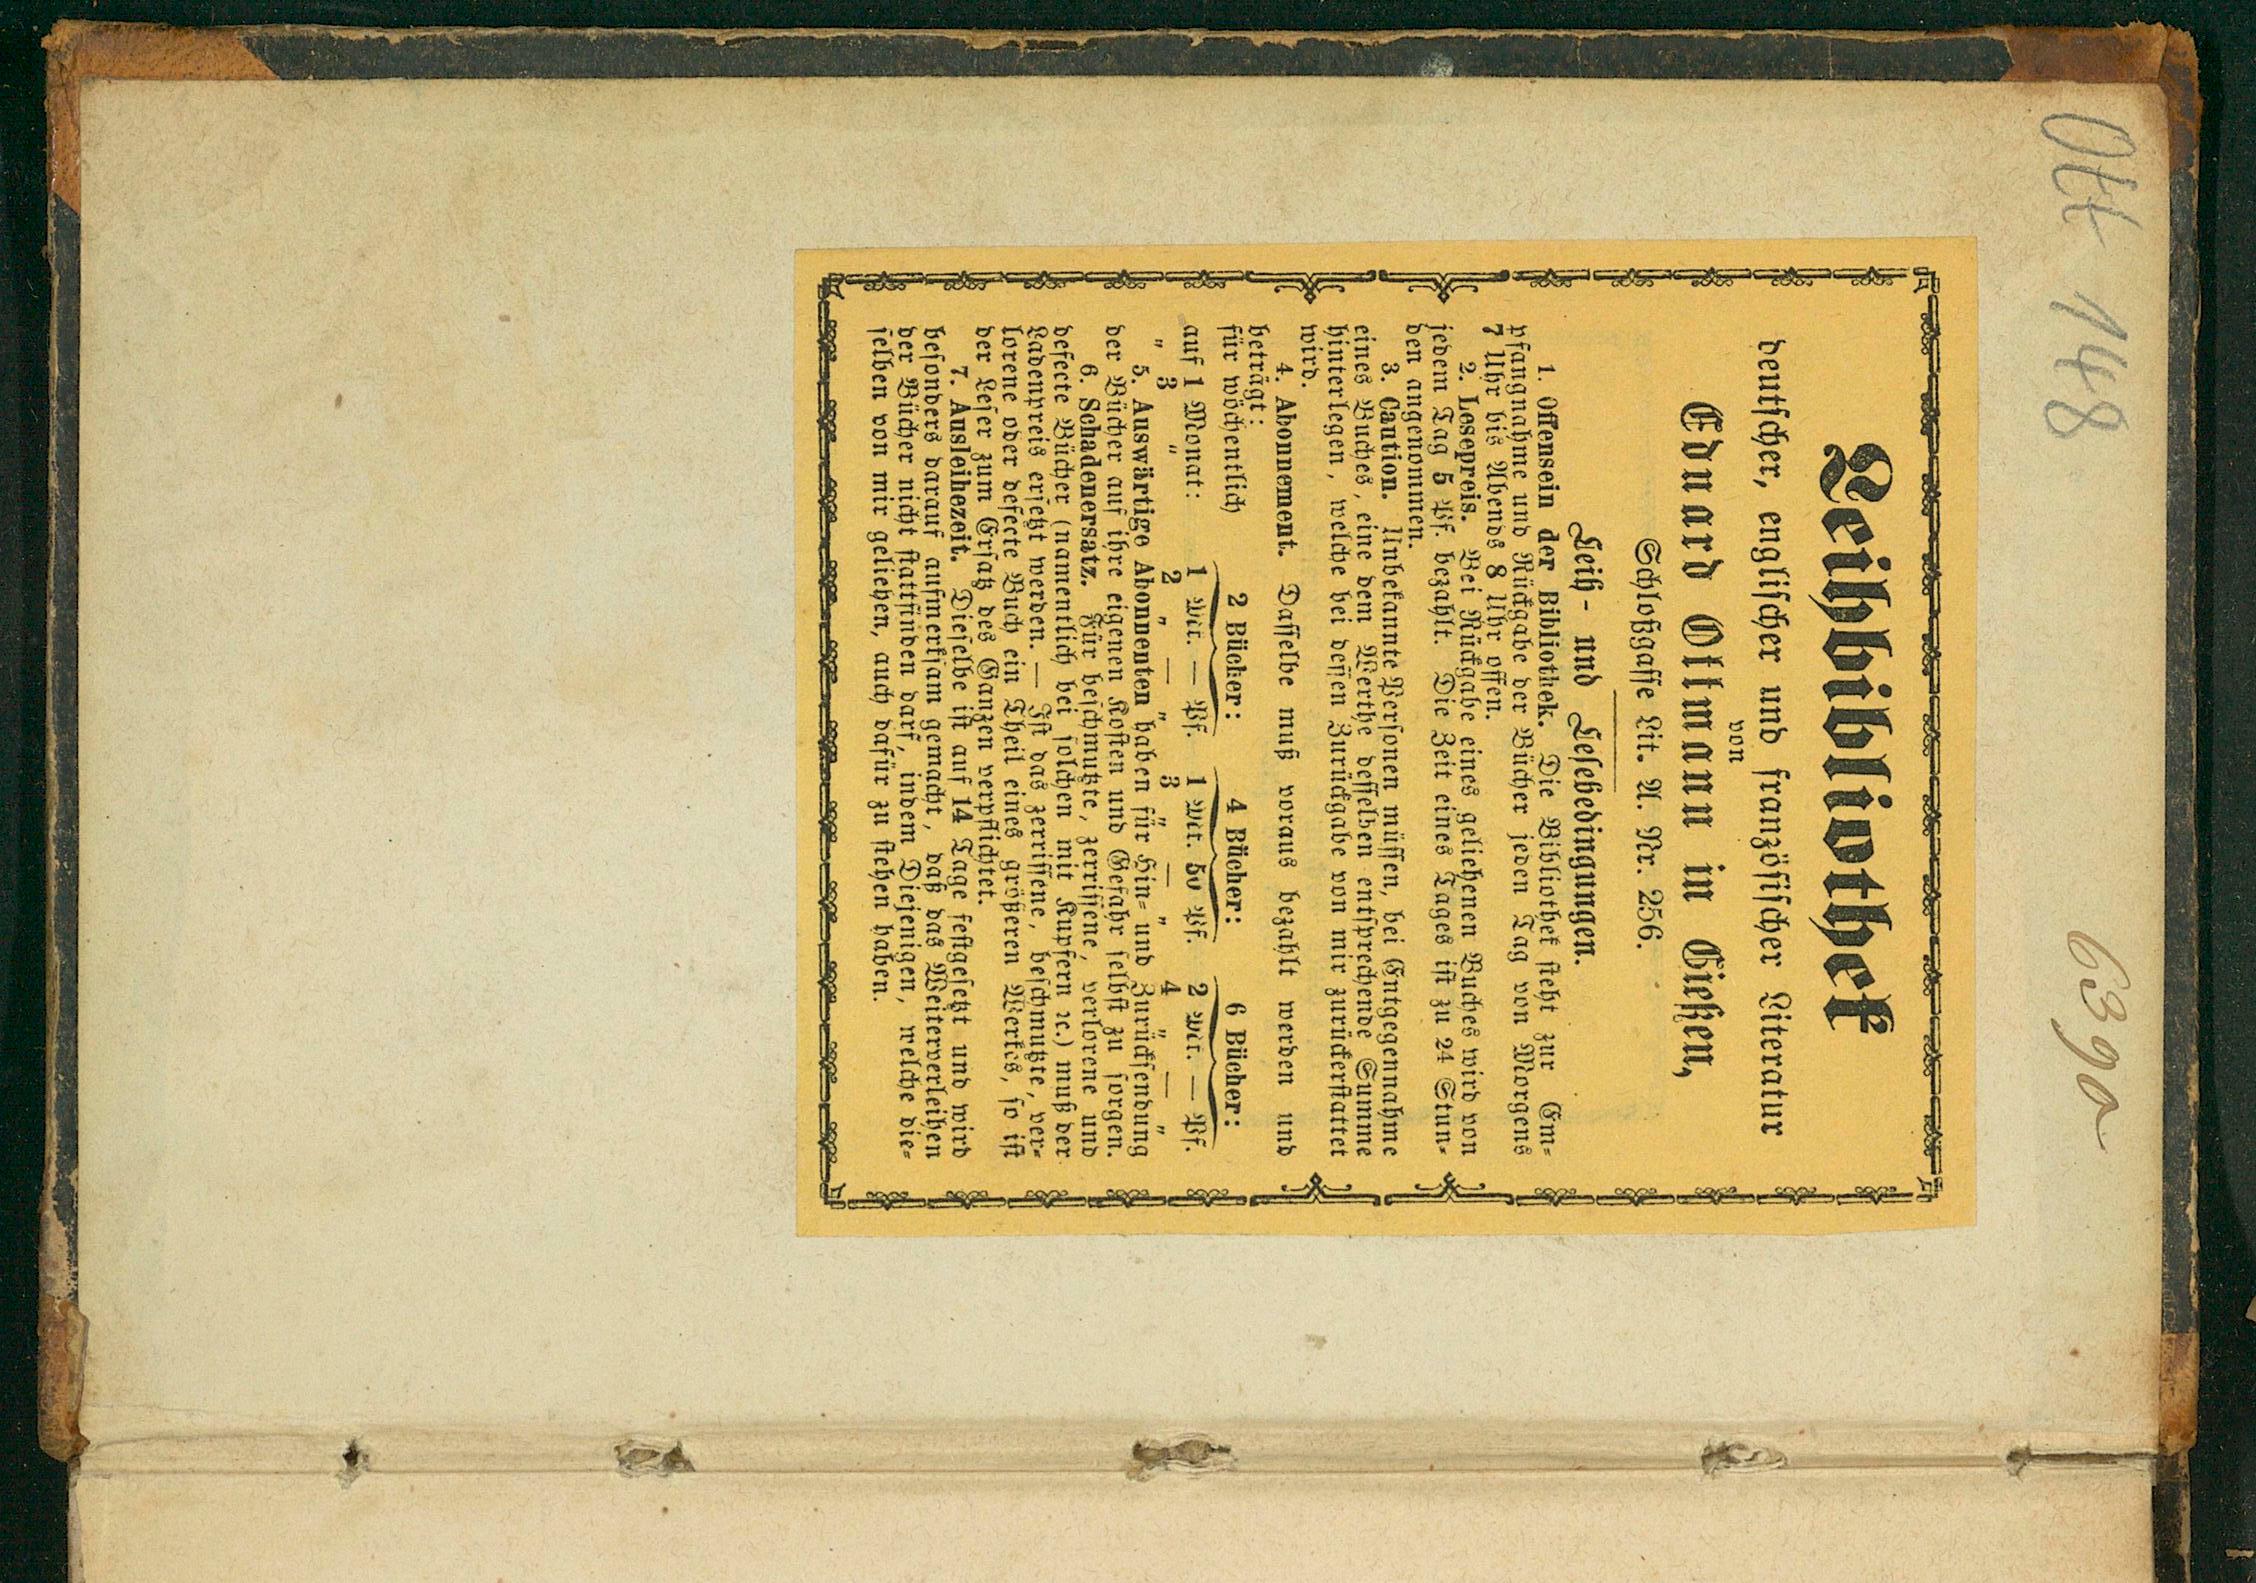 Ott 148
6390
Leihbibliothek
deutscher, englischer und französischer Literatur
von
Eduard Ottmann in Gießen,
Schloßgasse Lit. A. Nr. 256.
Leih- und Lesebedingungen.
1. Offensein der Bibliothek. Die Bibliothek steht zur Em-
pfangnahme und Rückgabe der Bücher jeden Tag von Morgens
7 Uhr bis Abends 8 Uhr offen.
2. Lesepreis. Bei Rückgabe eines geliehenen Buches wird von
jedem Tag 5 Pf. bezahlt. Die Zeit eines Tages ist zu 24 Stun-
den angenommen.
3. Caution. Unbekannte Personen müssen, bei Entgegennahme
eines Buches, eine dem Werthe desselben entsprechende Summe
hinterlegen, welche bei dessen Zurückgabe von mir zurückerstattet
wird.
4. Abonnement. Dasselbe muß voraus bezahlt werden und
beträgt:
für wöchentlich 2 Bücher: 4 Bücher: 6 Bücher:
auf 1 Monat: 1 Mk. — Pf. 1 Mk. 50 Pf. 2 Mk. — Pf.
„ 3 „ 2 „ — „ 3 „ — „ 4 „ — „
5. Auswärtige Abonnenten haben für Hin- und Zurücksendung
der Bücher auf ihre eigenen Kosten und Gefahr selbst zu sorgen.
6. Schadenersatz. Für beschmutzte, zerrissene, verlorene und
defecte Bücher (namentlich bei solchen mit Kupfern ꝛc.) muß der
Ladenpreis ersetzt werden. — Ist das zerrissene, beschmutzte, ver-
lorene oder defecte Buch ein Theil eines größeren Werkes, so ist
der Leser zum Ersatz des Ganzen verpflichtet.
7. Ausleihezeit. Dieselbe ist auf 14 Tage festgesetzt und wird
besonders darauf aufmerksam gemacht, daß das Weiterverleihen
der Bücher nicht stattfinden darf, indem Diejenigen, welche die-
selben von mir geliehen, auch dafür zu stehen haben.